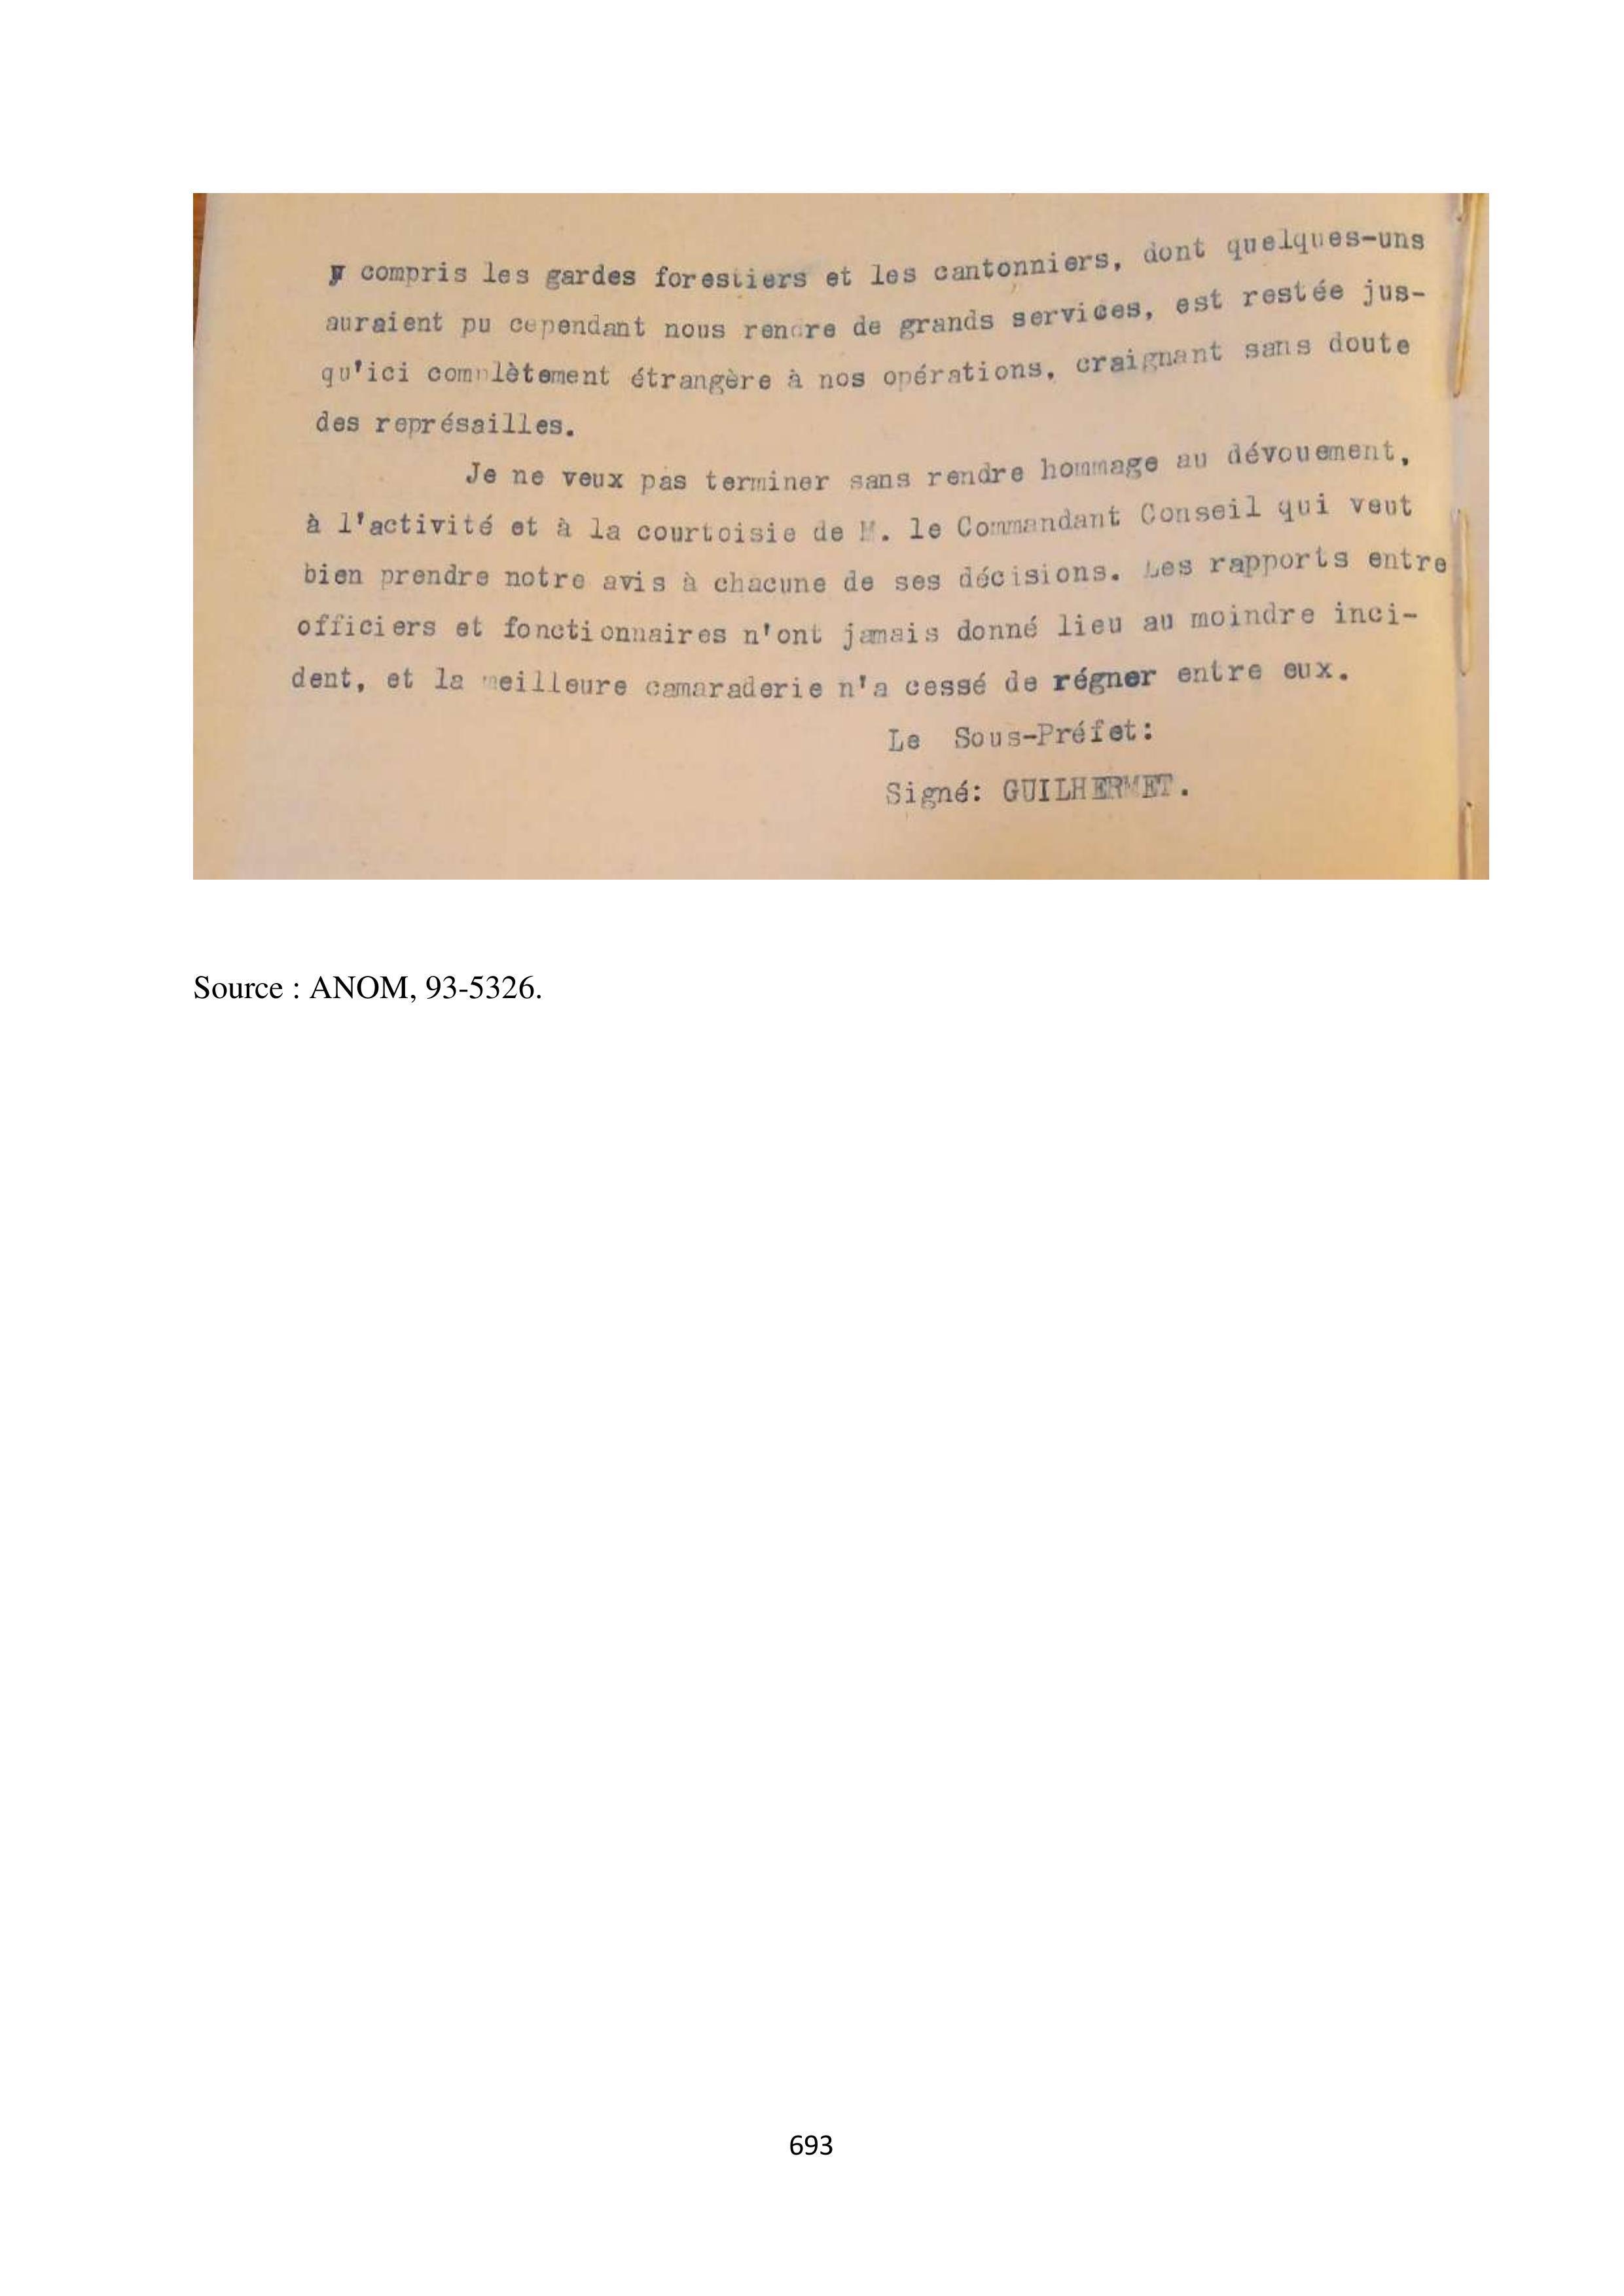 y compris les gardes forestiers et les cantonniers, dont quelques-uns
auraient pu cependant nous rendre de grands services, est restée jus-
qu'ici complètement étrangère à nos opérations, craignant sans doute
des représailles.
Je ne veux pas terminer sans rendre hommage au dévouement,
à l'activité et à la courtoisie de M. le Commandant Conseil qui veut
bien prendre notre avis à chacune de ses décisions. Les rapports entre
officiers et fonctionnaires n'ont jamais donné lieu au moindre inci-
dent, et la meilleure camaraderie n'a cessé de régner entre eux.
Le Sous-Préfet:
Signé: GUILHERMET.
Source : ANOM, 93-5326.
693